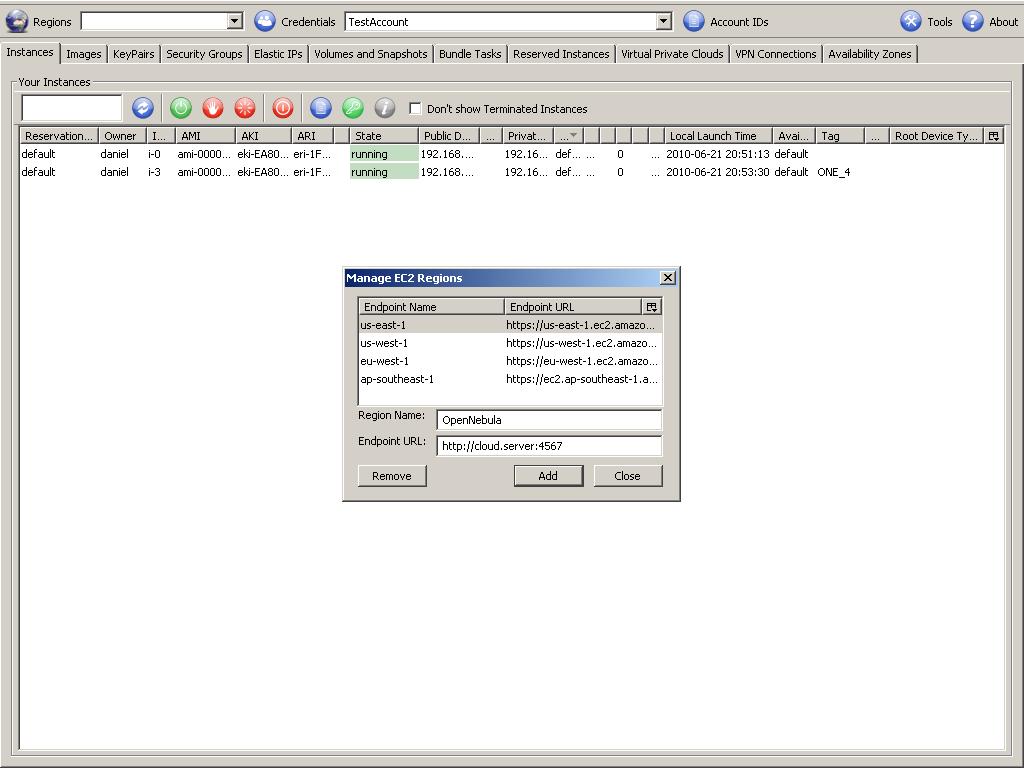 Regions Credentials TestAccount Account IDs Tools About
Instances Images KeyPairs Security Groups Elastic IPs Volumes and Snapshots Bundle Tasks Reserved Instances Virtual Private Clouds VPN Connections Availability Zones
Your Instances
Don't show Terminated Instances
Reservation... Owner I... AMI AKI ARI State Public D... ... Privat... ... Local Launch Time Avai... Tag ... Root Device Ty...
default daniel i-0 ami-0000... eki-EA80... eri-1F... running 192.168.... 192.16... def... ... 0 ... 2010-06-21 20:51:13 default
default daniel i-3 ami-0000... eki-EA80... eri-1F... running 192.168.... 192.16... def... ... 0 ... 2010-06-21 20:53:30 default ONE_4
Manage EC2 Regions
Endpoint Name Endpoint URL
us-east-1 https://us-east-1.ec2.amazo...
us-west-1 https://us-west-1.ec2.amazo...
eu-west-1 https://eu-west-1.ec2.amazo...
ap-southeast-1 https://ec2.ap-southeast-1.a...
Region Name: OpenNebula
Endpoint URL: http://cloud.server:4567
Remove Add Close